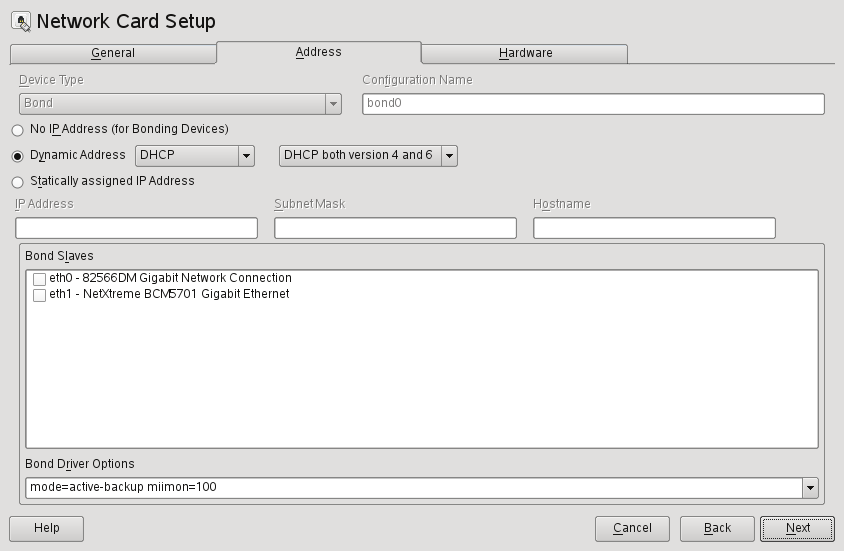 Network Card Setup
General Address Hardware
Device Type Configuration Name
Bond bond0
No IP Address (for Bonding Devices)
Dynamic Address DHCP DHCP both version 4 and 6
Statically assigned IP Address
IP Address Subnet Mask Hostname
Bond Slaves
eth0 - 82566DM Gigabit Network Connection
eth1 - NetXtreme BCM5701 Gigabit Ethernet
Bond Driver Options
mode=active-backup miimon=100
Help Cancel Back Next